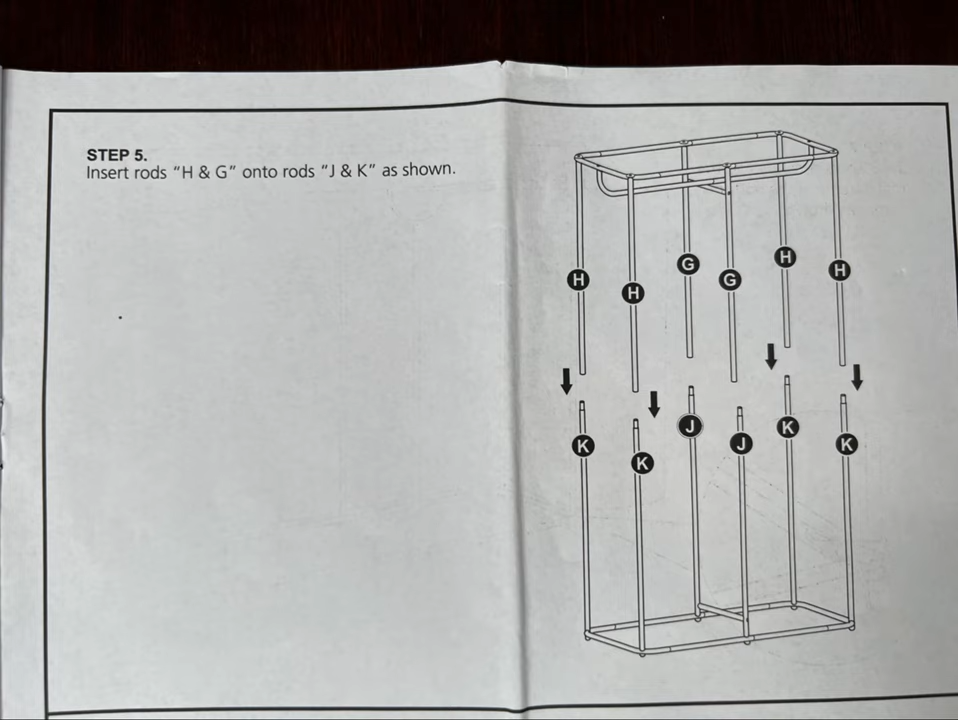 STEP 5.
Insert rods “H & G” onto rods “J & K” as shown.
H
H
G
G
H
H
K
K
J
J
K
K